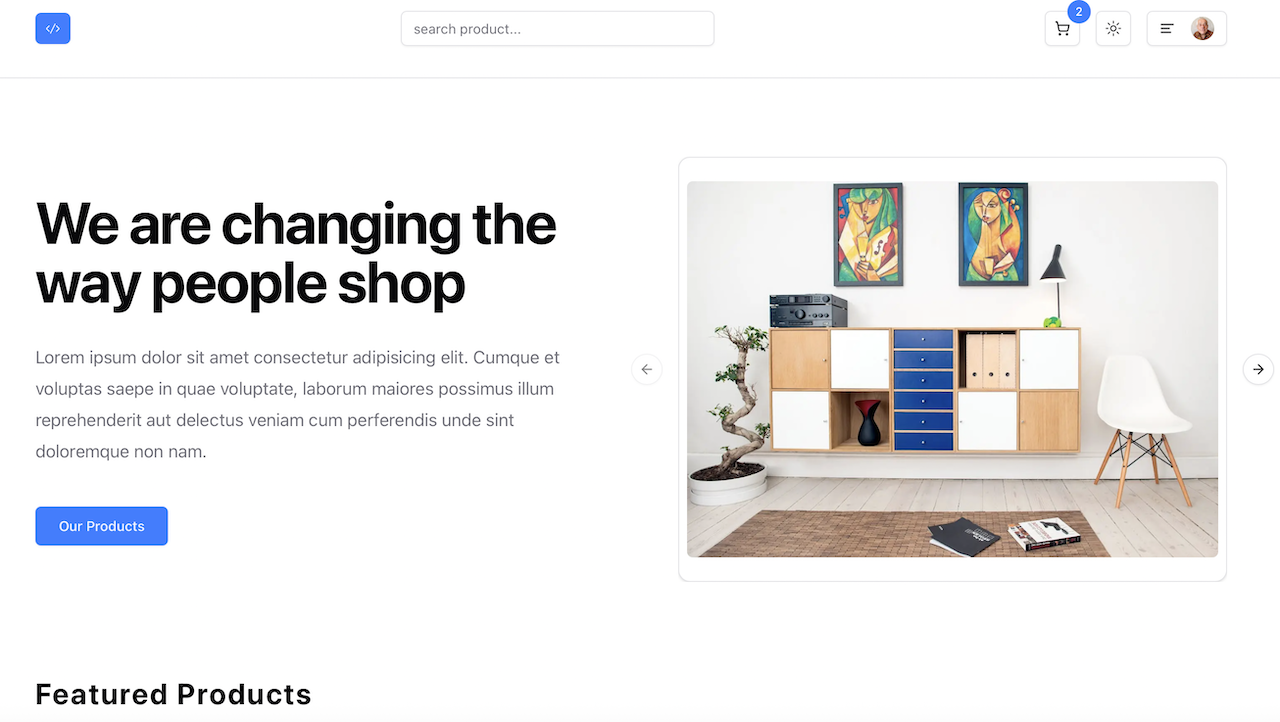 </>
search product...
2
We are changing the
way people shop
Lorem ipsum dolor sit amet consectetur adipisicing elit. Cumque et
voluptas saepe in quae voluptate, laborum maiores possimus illum
reprehenderit aut delectus veniam cum perferendis unde sint
doloremque non nam.
Our Products
Featured Products